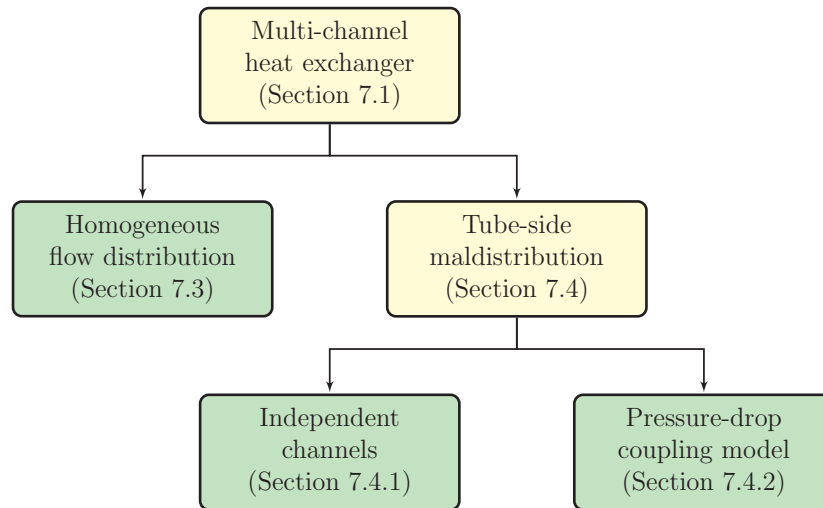 Multi-channel
heat exchanger
(Section 7.1)
Homogeneous
flow distribution
(Section 7.3)
Tube-side
maldistribution
(Section 7.4)
Independent
channels
(Section 7.4.1)
Pressure-drop
coupling model
(Section 7.4.2)